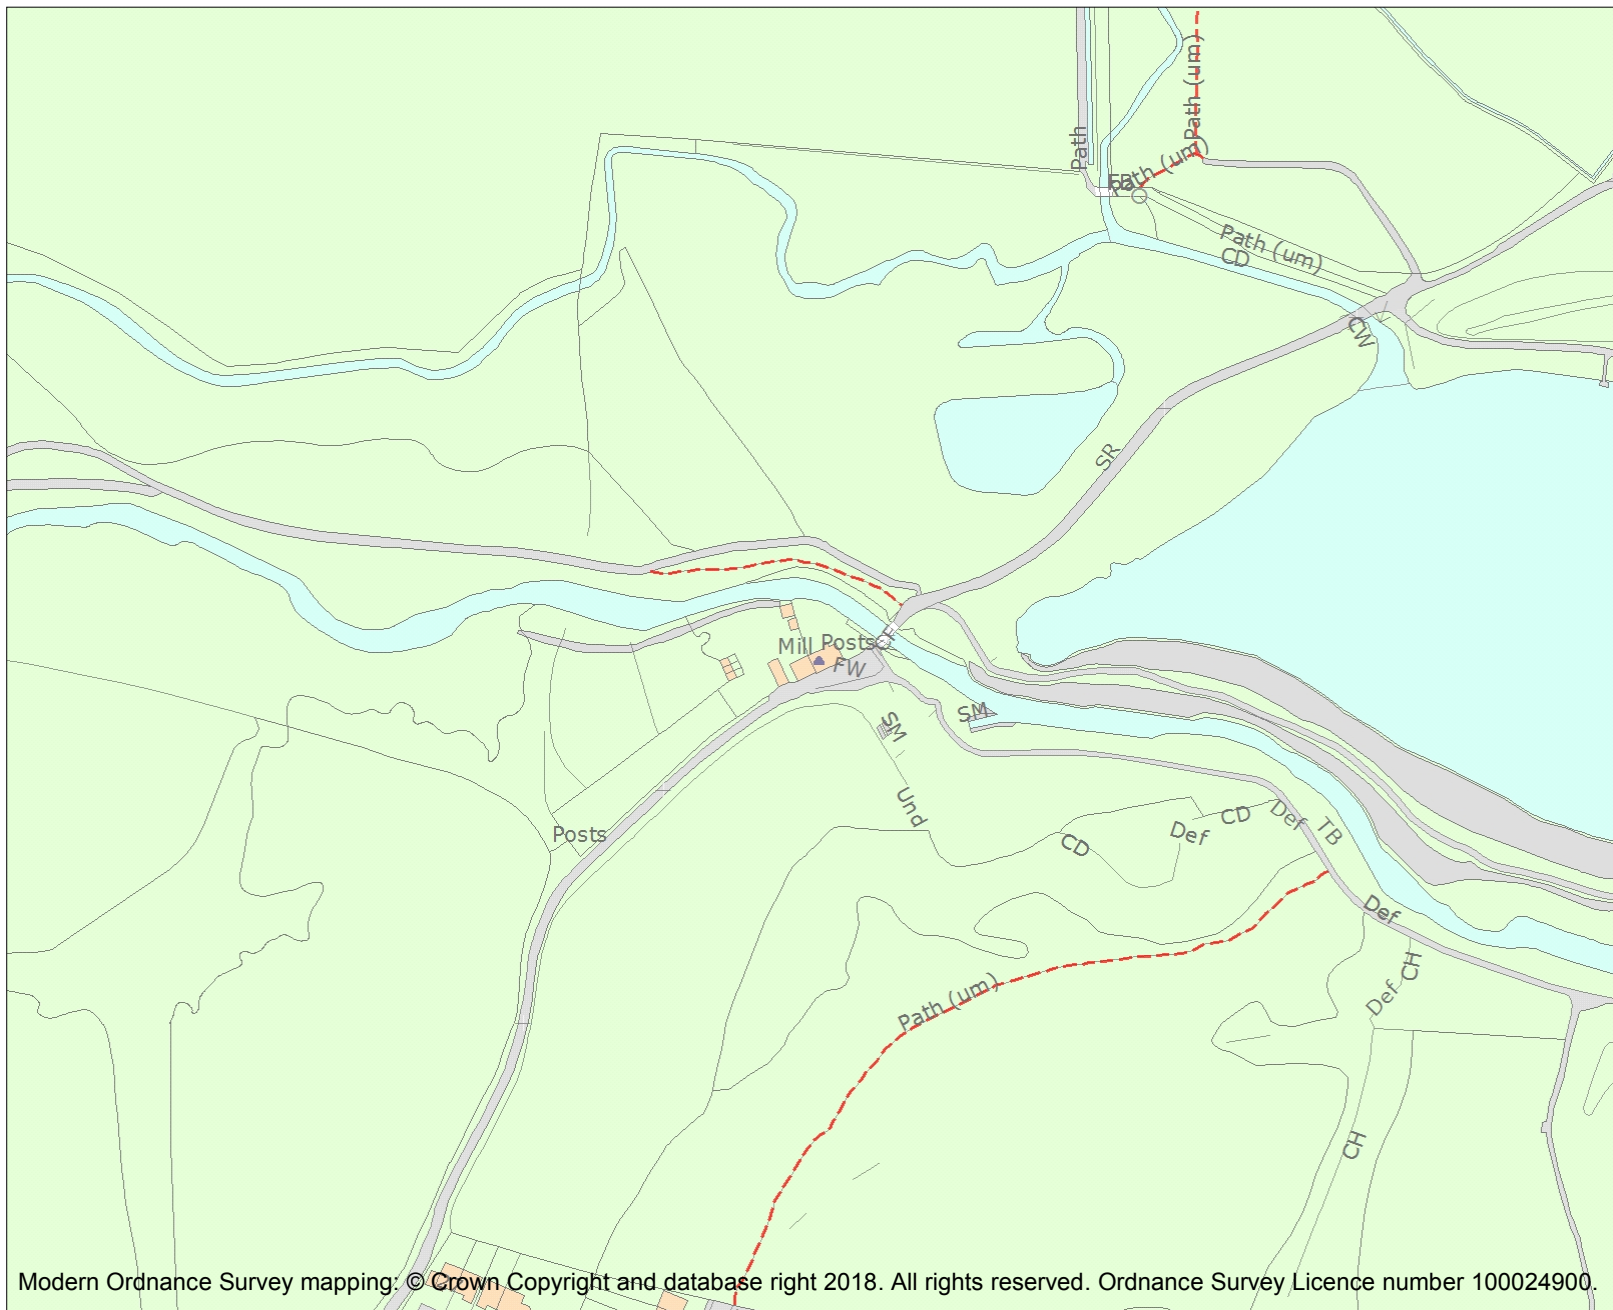 Path (um)
Path
Path (um)
FB
Path (um)
CD
CW
SR
Mill
Posts
CF
FW
SM
SM
Und
Posts
CD
Def
CD
Def
TB
Def
CH
Def
Path (um)
CH
Modern Ordnance Survey mapping: © Crown Copyright and database right 2018. All rights reserved. Ordnance Survey Licence number 100024900.